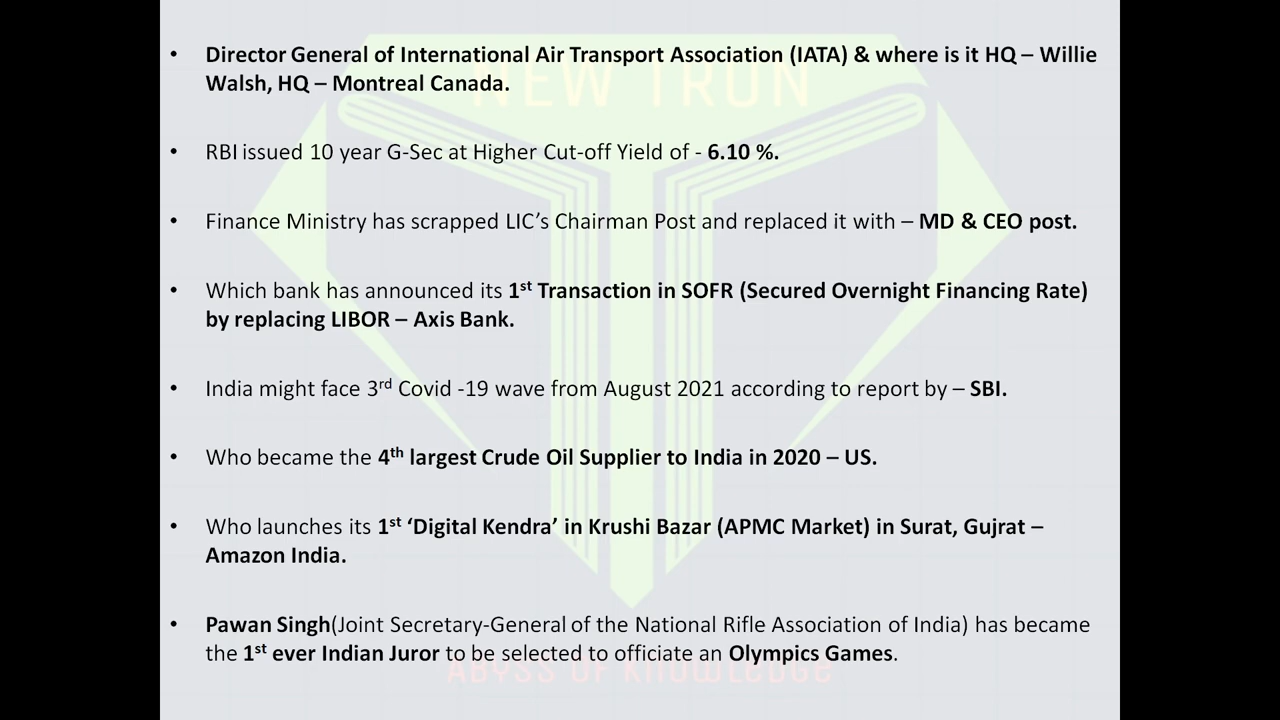 NEW TRON
• Director General of International Air Transport Association (IATA) & where is it HQ – Willie
Walsh, HQ – Montreal Canada.
• RBI issued 10 year G-Sec at Higher Cut-off Yield of - 6.10 %.
• Finance Ministry has scrapped LIC’s Chairman Post and replaced it with – MD & CEO post.
• Which bank has announced its 1st Transaction in SOFR (Secured Overnight Financing Rate)
by replacing LIBOR – Axis Bank.
• India might face 3rd Covid -19 wave from August 2021 according to report by – SBI.
• Who became the 4th largest Crude Oil Supplier to India in 2020 – US.
• Who launches its 1st ‘Digital Kendra’ in Krushi Bazar (APMC Market) in Surat, Gujrat –
Amazon India.
• Pawan Singh(Joint Secretary-General of the National Rifle Association of India) has became
the 1st ever Indian Juror to be selected to officiate an Olympics Games.
ABYSS OF KNOWLEDGE